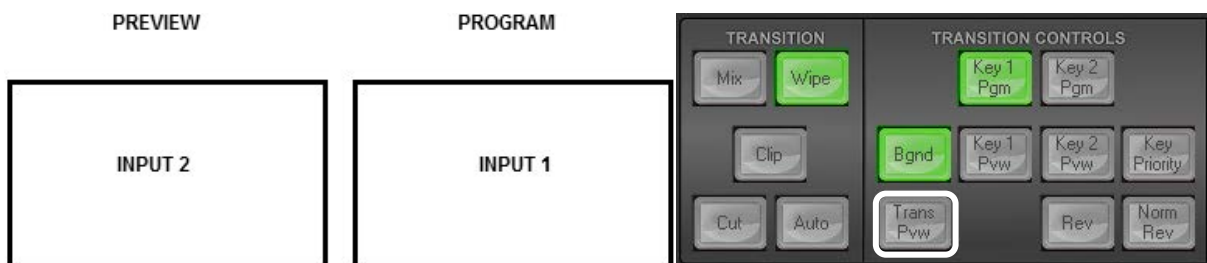 PREVIEW
PROGRAM
INPUT 2
INPUT 1
TRANSITION
TRANSITION CONTROLS
Mix
Wipe
Key 1
Pgm
Key 2
Pgm
Clip
Bgnd
Key 1
Pvw
Key 2
Pvw
Key
Priority
Cut
Auto
Trans
Pvw
Rev
Norm
Rev